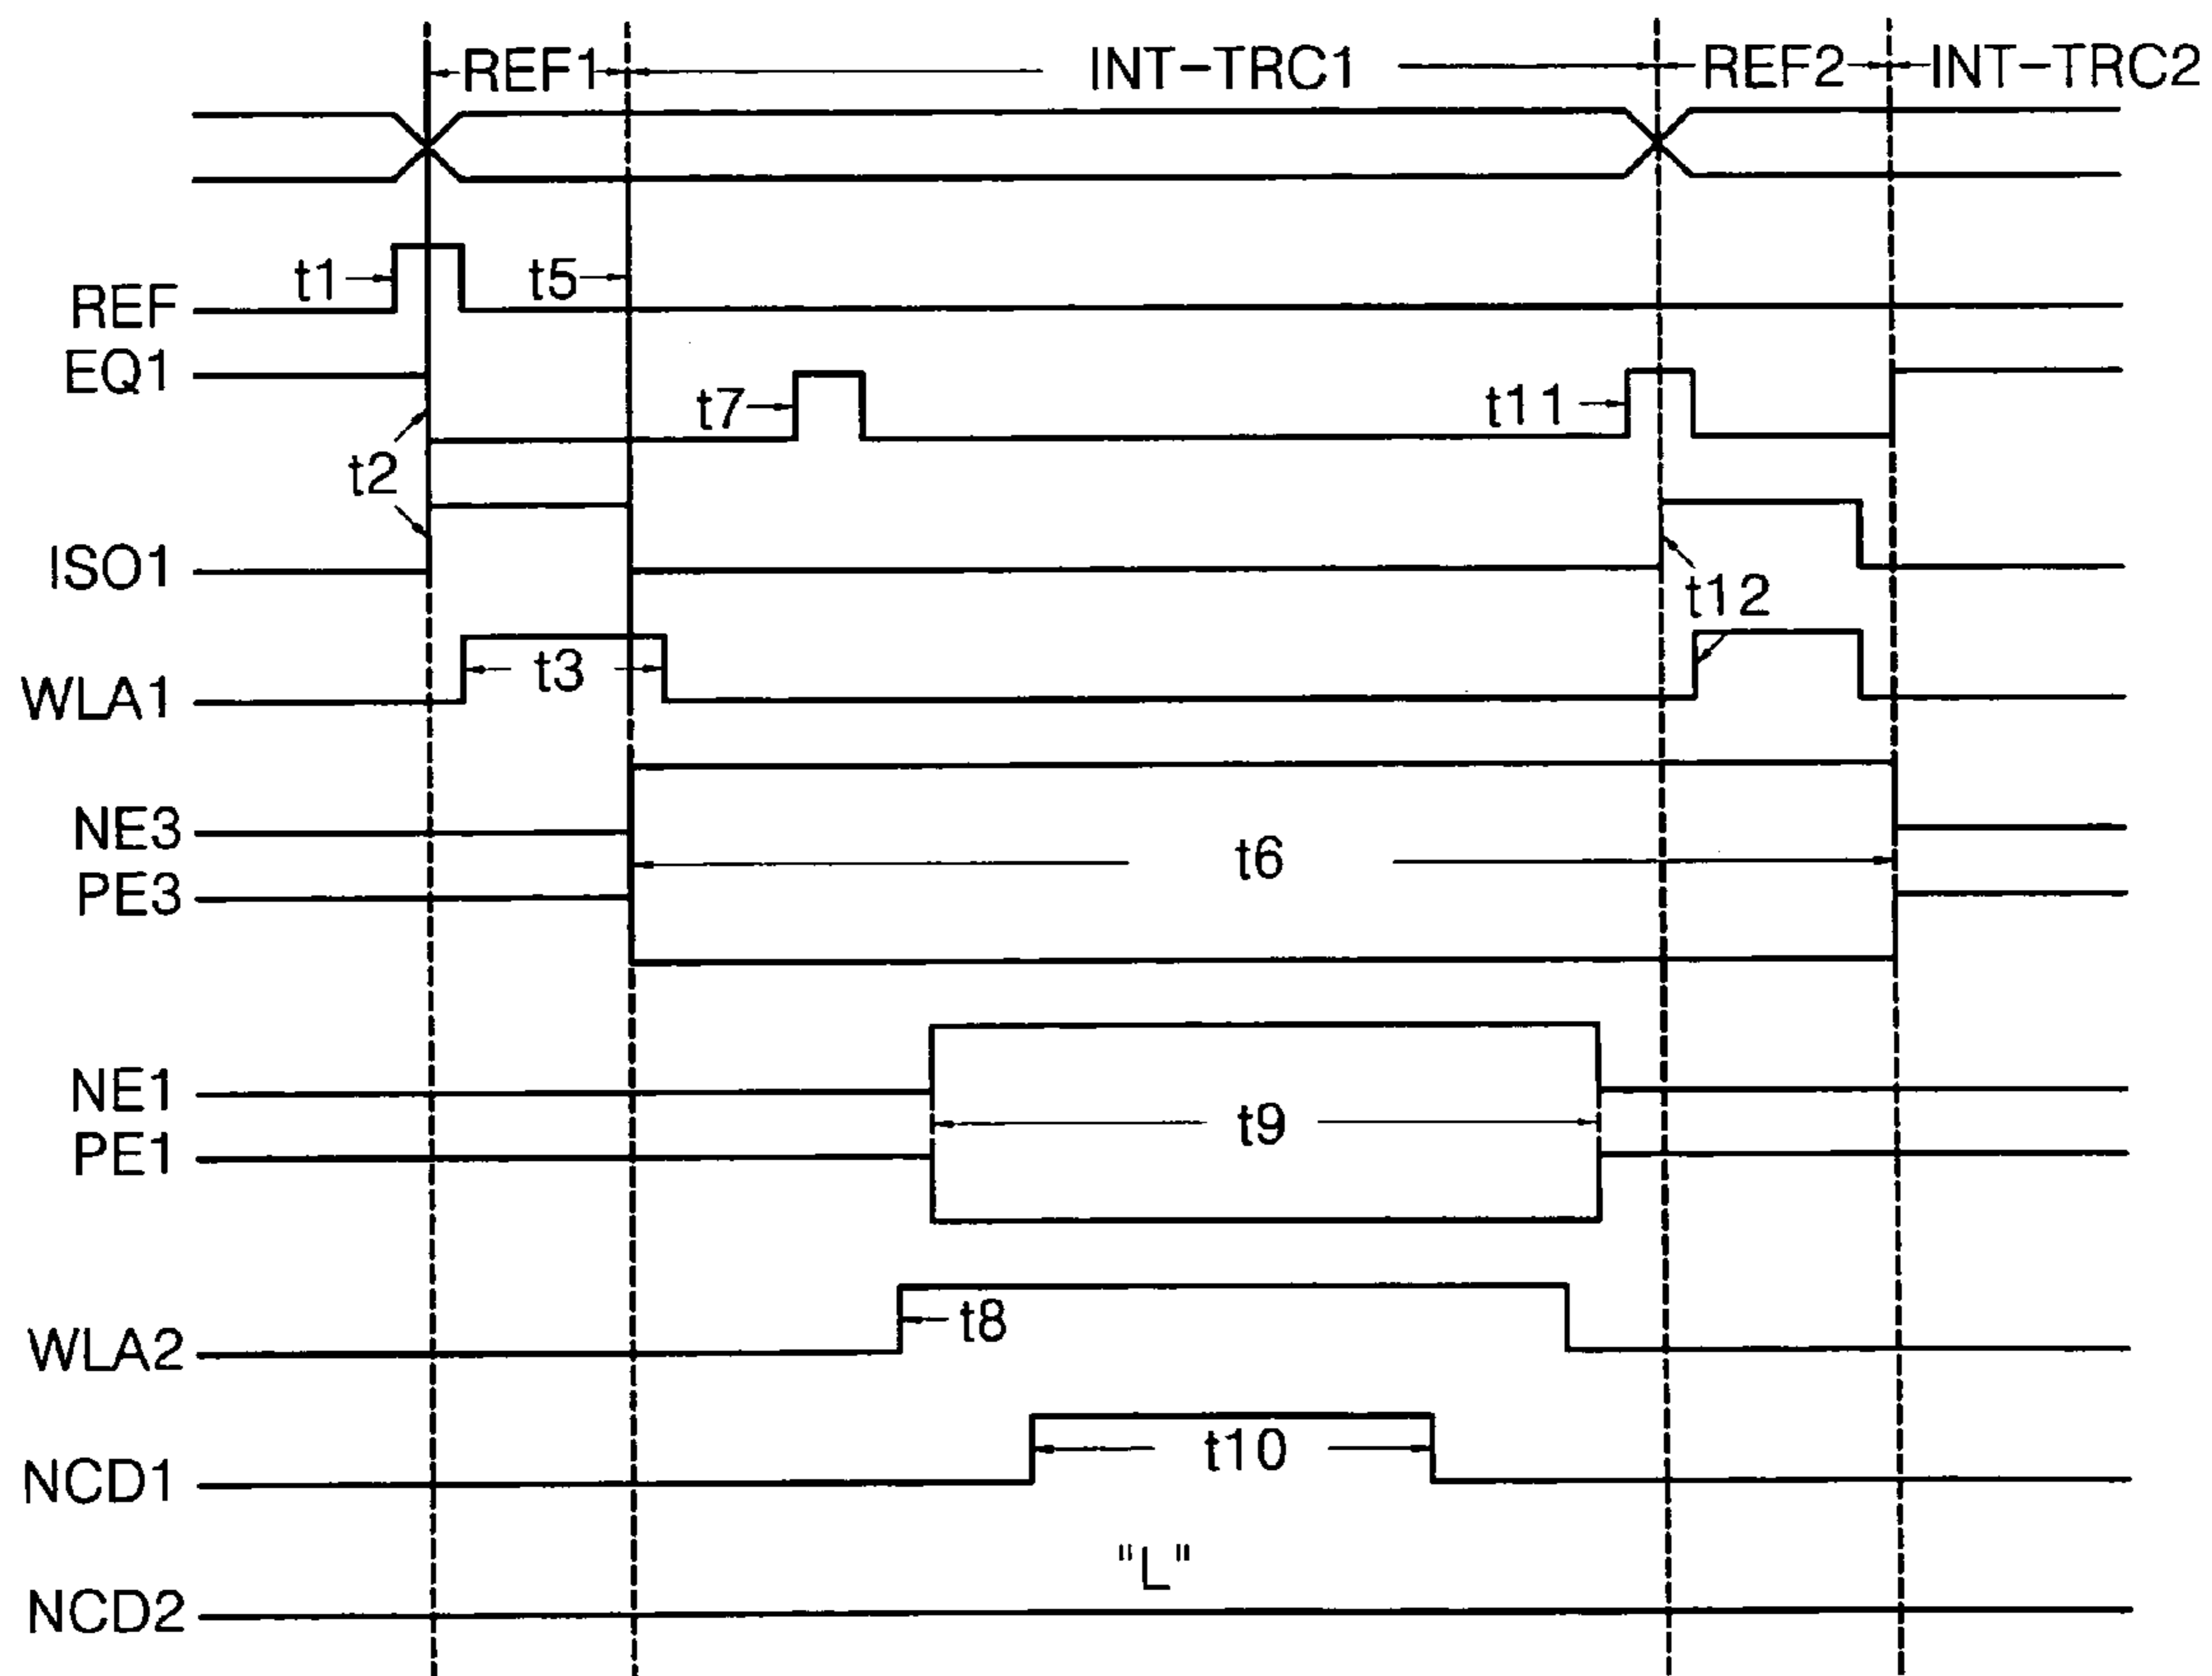 REF1 INT-TRC1 REF2 INT-TRC2
t1 t5
REF
EQ1
t7 t11
t2
ISO1
t12
t3
WLA1
NE3
t6
PE3
NE1
t9
PE1
t8
WLA2
t10
NCD1
"L"
NCD2